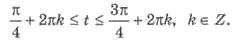 π/4 + 2πk ≤ t ≤ 3π/4 + 2πk, k ∈ Z.